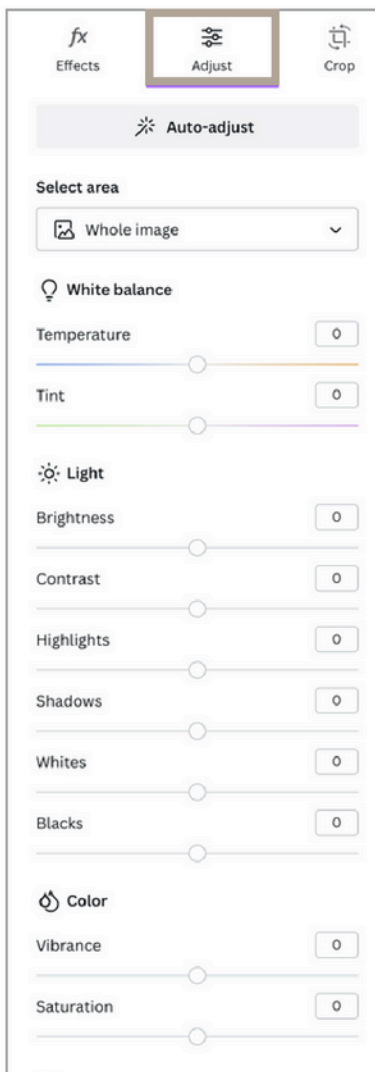 fx
Effects Adjust Crop
Auto-adjust
Select area
Whole image
White balance
Temperature 0
Tint 0
Light
Brightness 0
Contrast 0
Highlights 0
Shadows 0
Whites 0
Blacks 0
Color
Vibrance 0
Saturation 0